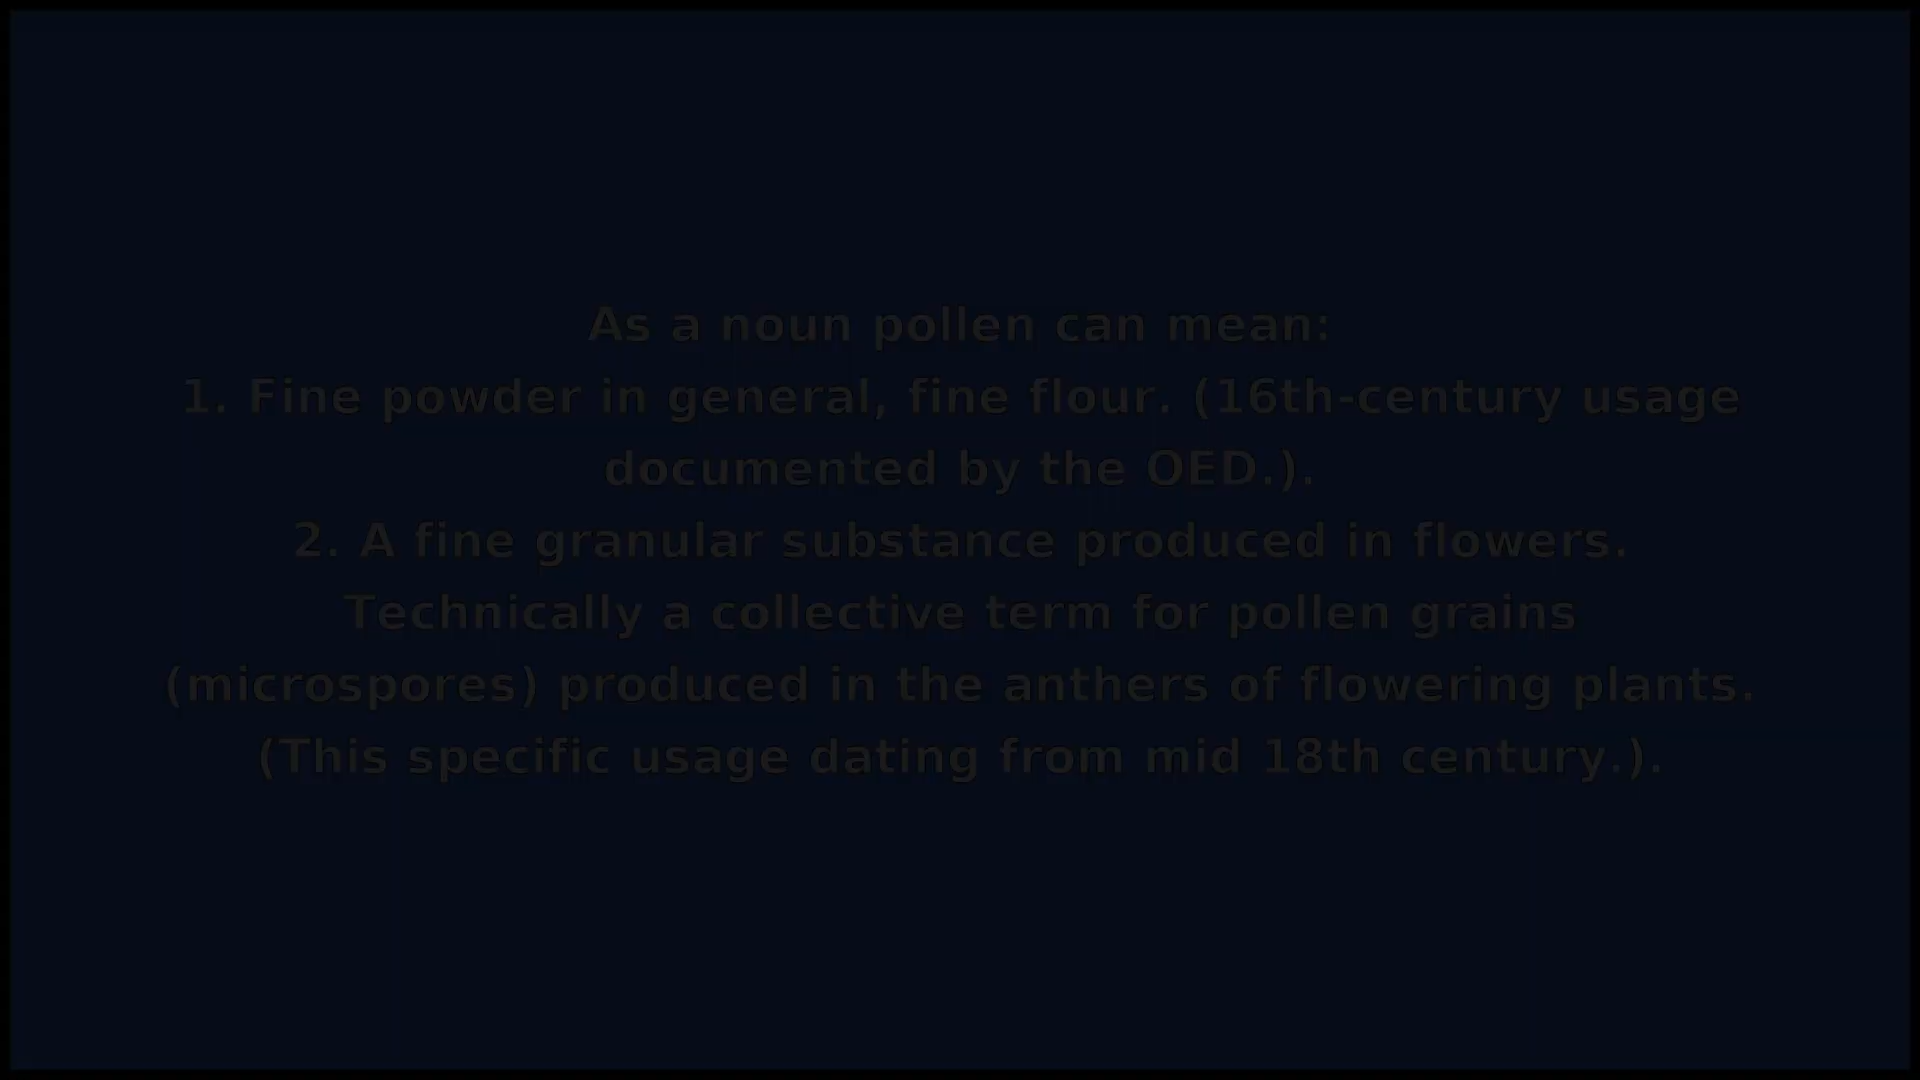 As a noun pollen can mean:
1. Fine powder in general, fine flour. (16th-century usage
documented by the OED.).
2. A fine granular substance produced in flowers.
Technically a collective term for pollen grains
(microspores) produced in the anthers of flowering plants.
(This specific usage dating from mid 18th century.).